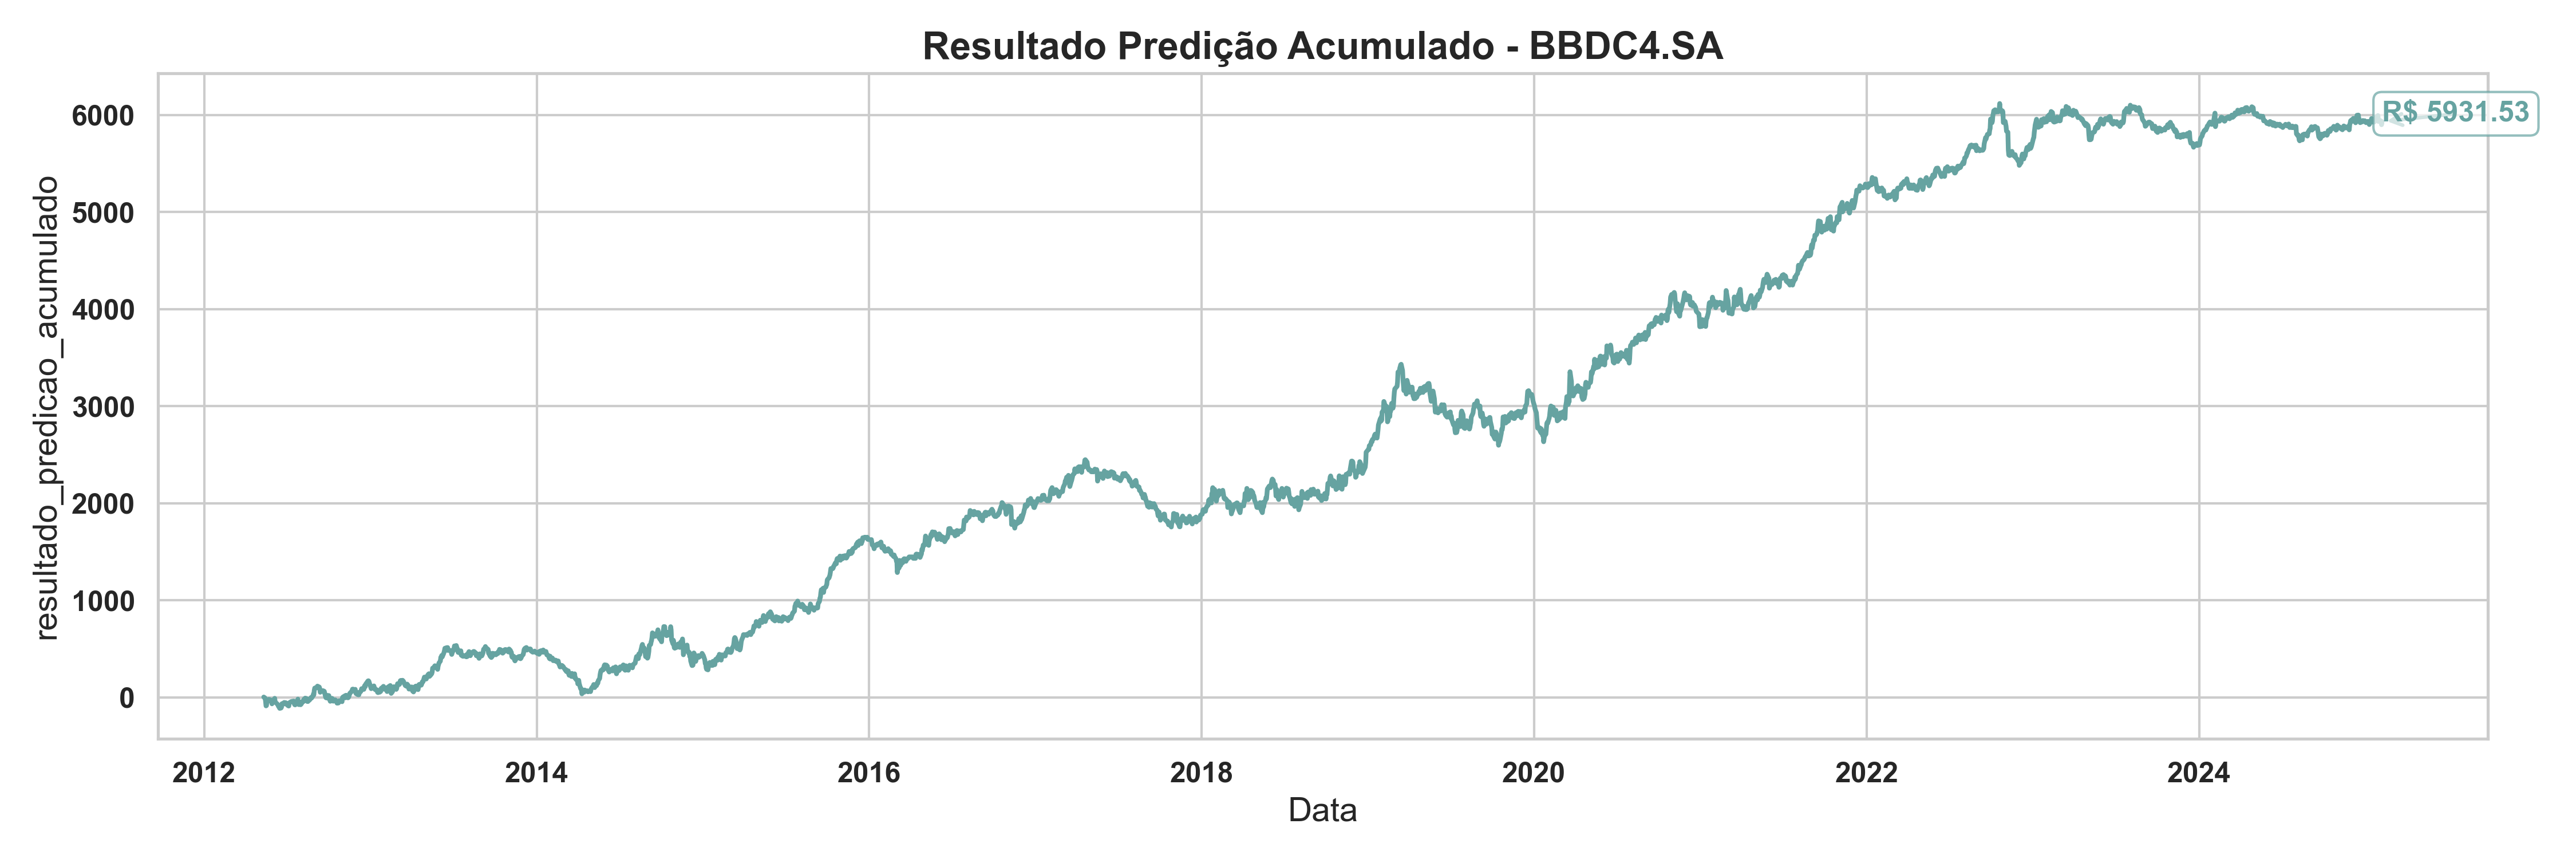 Resultado Predição Acumulado - BBDC4.SA
resultado_predicao_acumulado
6000
5000
4000
3000
2000
1000
0
R$ 5931.53
2012 2014 2016 2018 2020 2022 2024
Data